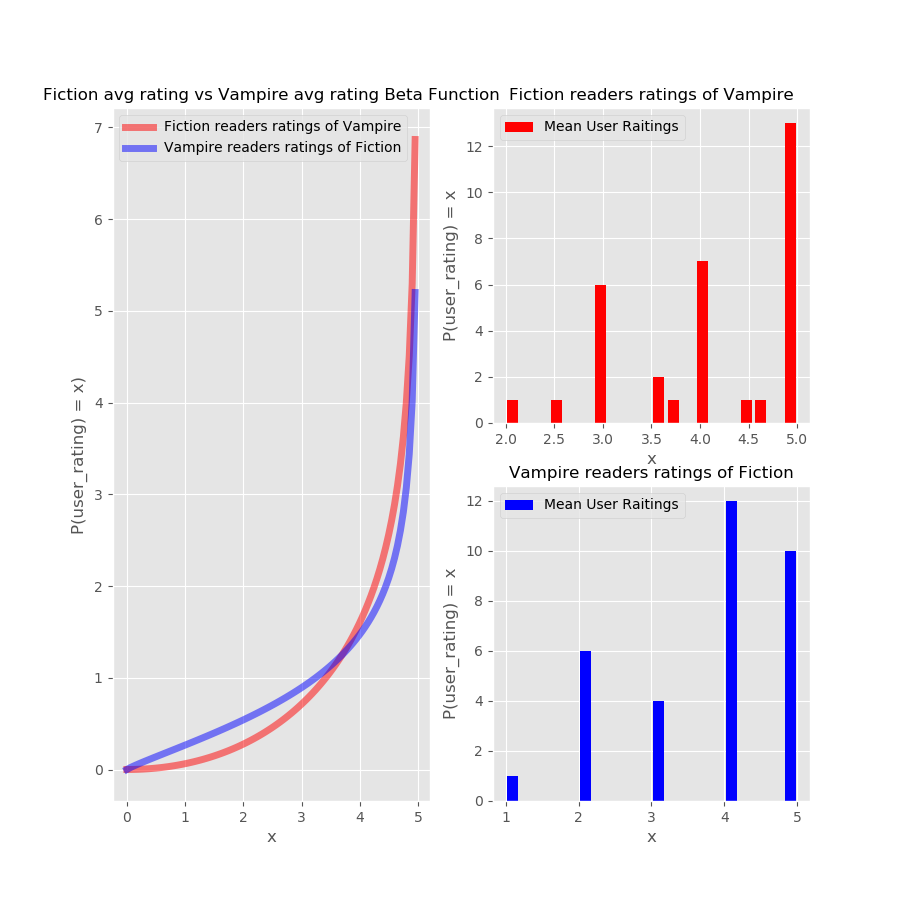 Fiction avg rating vs Vampire avg rating Beta Function
Fiction readers ratings of Vampire
Vampire readers ratings of Fiction
7
6
5
4
3
2
1
0
P(user_rating) = x)
0 1 2 3 4 5
x
Fiction readers ratings of Vampire
Mean User Raitings
12
10
8
6
4
2
0
P(user_rating) = x
2.0 2.5 3.0 3.5 4.0 4.5 5.0
x
Vampire readers ratings of Fiction
Mean User Raitings
12
10
8
6
4
2
0
P(user_rating) = x
1 2 3 4 5
x